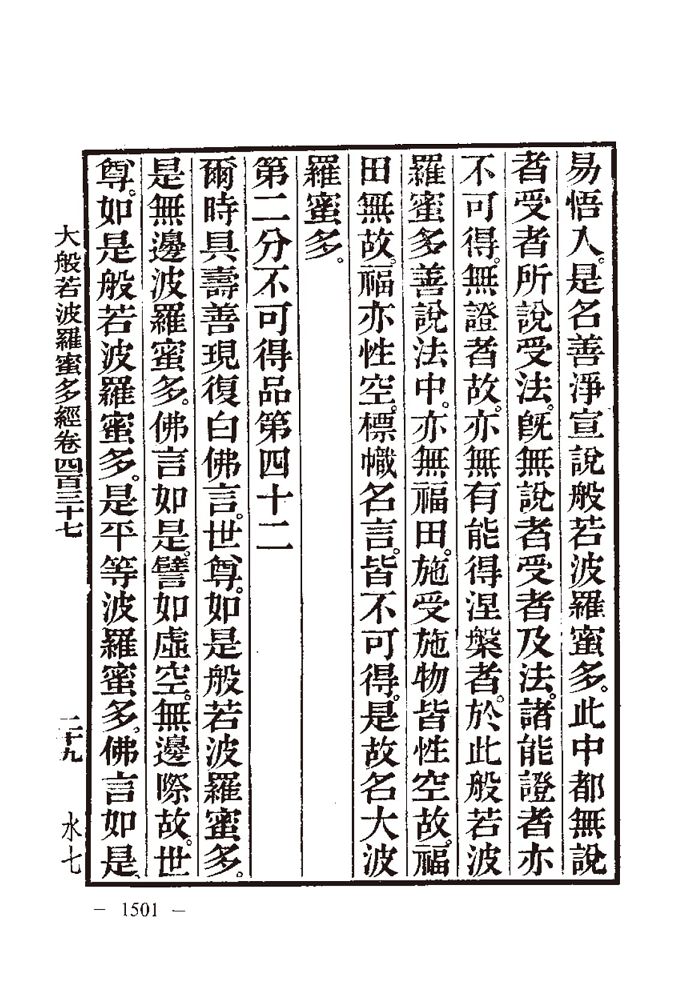 易悟入。是名善淨宣說般若波羅蜜多。此中都無說
者受者所說受法。旣無說者受者及法。諸能證者亦
不可得。無證者故。亦無有能得涅槃者。於此般若波
羅蜜多善說法中。亦無福田。施受施物皆性空故。福
田無故。福亦性空。標幟名言。皆不可得。是故名大波
羅蜜多。
第二分不可得品第四十二
爾時具壽善現復白佛言。世尊。如是般若波羅蜜多。
是無邊波羅蜜多。佛言如是。譬如虛空。無邊際故。世
尊。如是般若波羅蜜多。是平等波羅蜜多。佛言如是。
大般若波羅蜜多經卷四百三十七
二十九
水七
— 1501 —